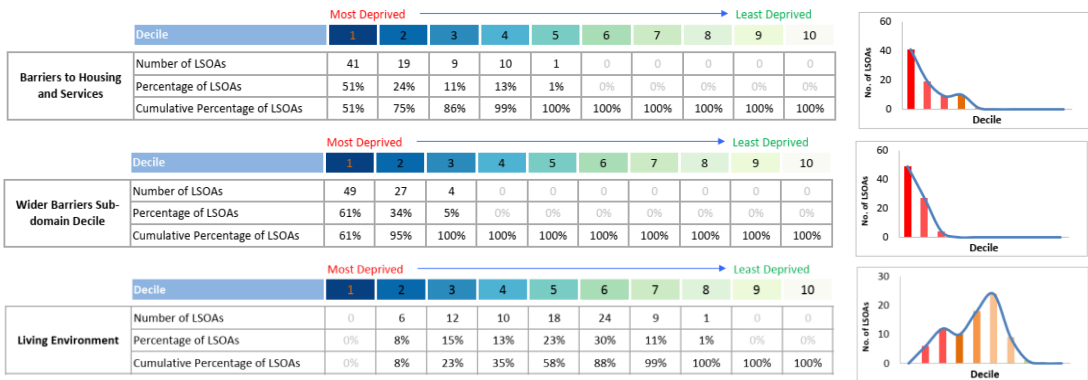 Most Deprived Least Deprived
Decile 1 2 3 4 5 6 7 8 9 10
Barriers to Housing and Services
Number of LSOAs 41 19 9 10 1 0 0 0 0 0
Percentage of LSOAs 51% 24% 11% 13% 1% 0% 0% 0% 0% 0%
Cumulative Percentage of LSOAs 51% 75% 86% 99% 100% 100% 100% 100% 100% 100%
60
40
20
0
No. of LSOAs
Decile
Most Deprived Least Deprived
Decile 1 2 3 4 5 6 7 8 9 10
Wider Barriers Sub-
domain Decile
Number of LSOAs 49 27 4 0 0 0 0 0 0 0
Percentage of LSOAs 61% 34% 5% 0% 0% 0% 0% 0% 0% 0%
Cumulative Percentage of LSOAs 61% 95% 100% 100% 100% 100% 100% 100% 100% 100%
60
40
20
0
No. of LSOAs
Decile
Most Deprived Least Deprived
Decile 1 2 3 4 5 6 7 8 9 10
Living Environment
Number of LSOAs 0 6 12 10 18 24 9 1 0 0
Percentage of LSOAs 0% 8% 15% 13% 23% 30% 11% 1% 0% 0%
Cumulative Percentage of LSOAs 0% 8% 23% 35% 58% 88% 99% 100% 100% 100%
30
20
10
0
No. of LSOAs
Decile